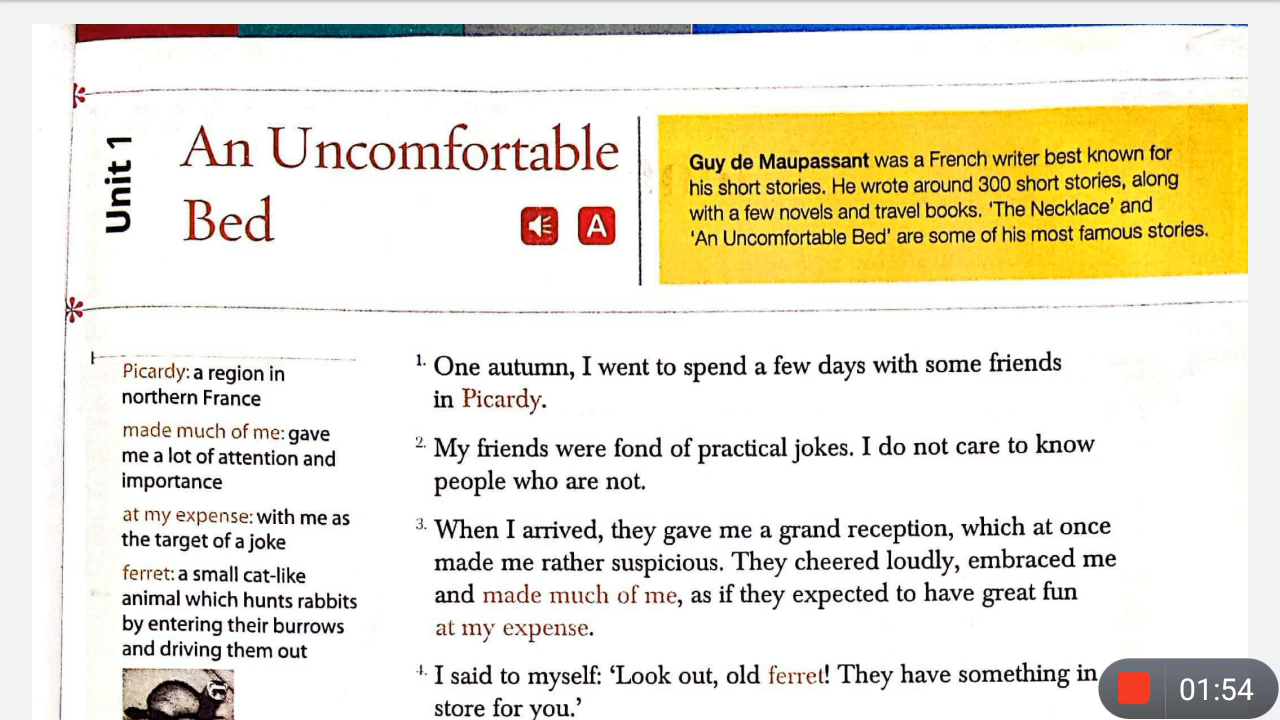 Unit 1
An Uncomfortable
Bed
A
Guy de Maupassant was a French writer best known for
his short stories. He wrote around 300 short stories, along
with a few novels and travel books. 'The Necklace' and
'An Uncomfortable Bed' are some of his most famous stories.
Picardy: a region in
northern France
made much of me: gave
me a lot of attention and
importance
at my expense: with me as
the target of a joke
ferret: a small cat-like
animal which hunts rabbits
by entering their burrows
and driving them out
1. One autumn, I went to spend a few days with some friends
in Picardy.
2. My friends were fond of practical jokes. I do not care to know
people who are not.
3. When I arrived, they gave me a grand reception, which at once
made me rather suspicious. They cheered loudly, embraced me
and made much of me, as if they expected to have great fun
at my expense.
4. I said to myself: 'Look out, old ferret! They have something in
store for you.'
01:54